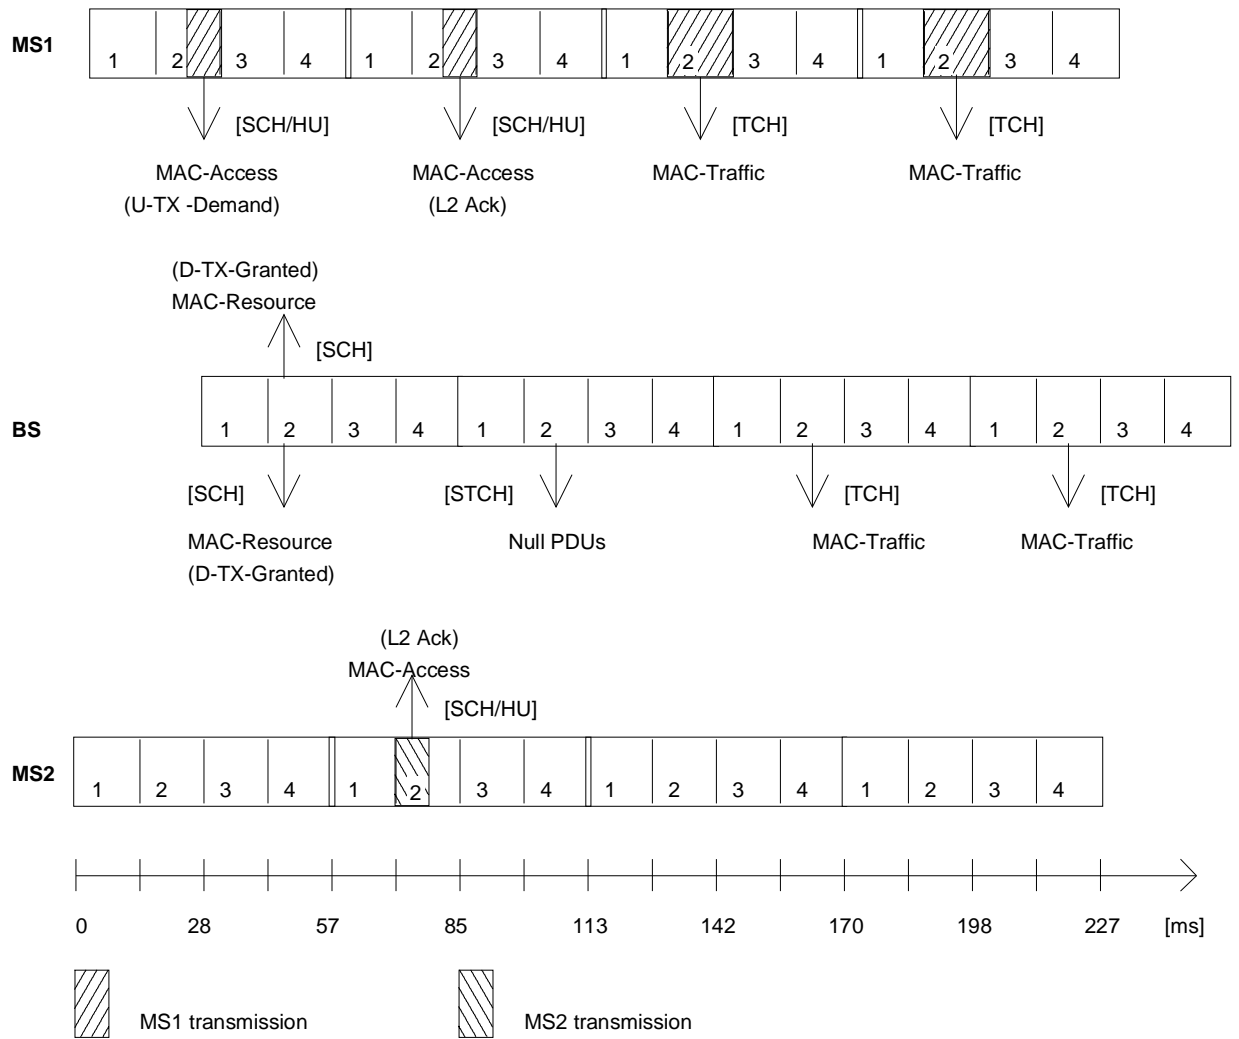 MS1
1 2 3 4 1 2 3 4 1 2 3 4 1 2 3 4
[SCH/HU] [SCH/HU] [TCH] [TCH]
MAC-Access MAC-Access MAC-Traffic MAC-Traffic
(U-TX -Demand) (L2 Ack)
(D-TX-Granted)
MAC-Resource
[SCH]
BS
1 2 3 4 1 2 3 4 1 2 3 4 1 2 3 4
[SCH] [STCH] [TCH] [TCH]
MAC-Resource Null PDUs MAC-Traffic MAC-Traffic
(D-TX-Granted)
(L2 Ack)
MAC-Access
[SCH/HU]
MS2
1 2 3 4 1 2 3 4 1 2 3 4 1 2 3 4
0 28 57 85 113 142 170 198 227 [ms]
MS1 transmission MS2 transmission